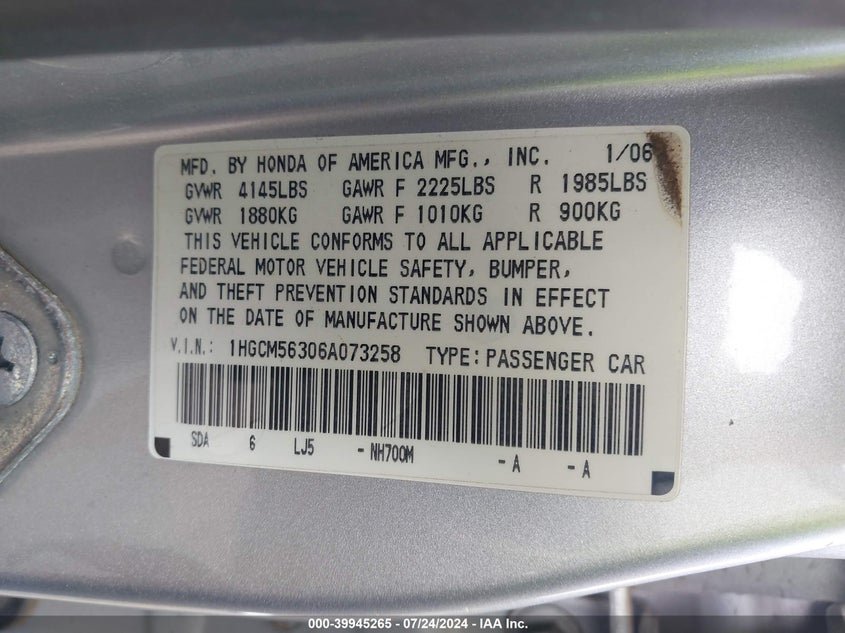 MFD. BY HONDA OF AMERICA MFG., INC. 1/06
GVWR 4145LBS GAWR F 2225LBS R 1985LBS
GVWR 1880KG GAWR F 1010KG R 900KG
THIS VEHICLE CONFORMS TO ALL APPLICABLE
FEDERAL MOTOR VEHICLE SAFETY, BUMPER,
AND THEFT PREVENTION STANDARDS IN EFFECT
ON THE DATE OF MANUFACTURE SHOWN ABOVE.
V.I.N.: 1HGCM56306A073258 TYPE:PASSENGER CAR
SDA 6 LJ5 -NH700M -A -A
000-39945265 - 07/24/2024 - IAA Inc.